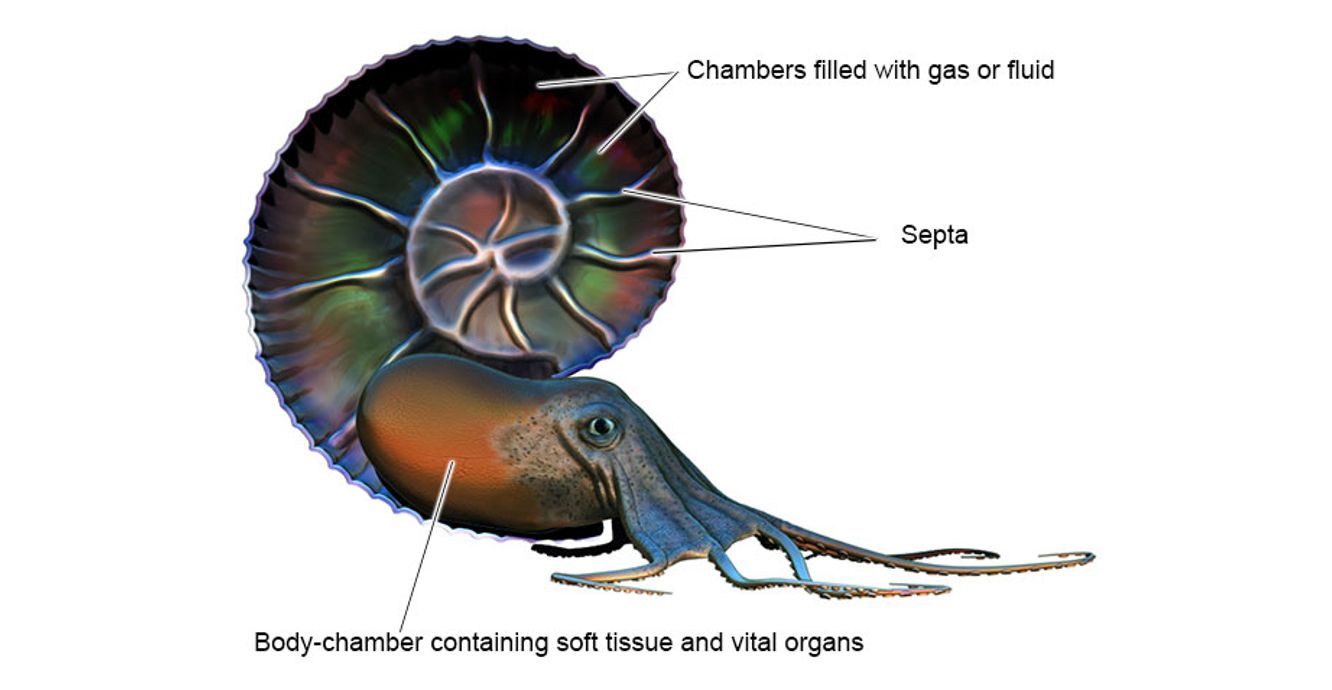 Chambers filled with gas or fluid
Septa
Body-chamber containing soft tissue and vital organs